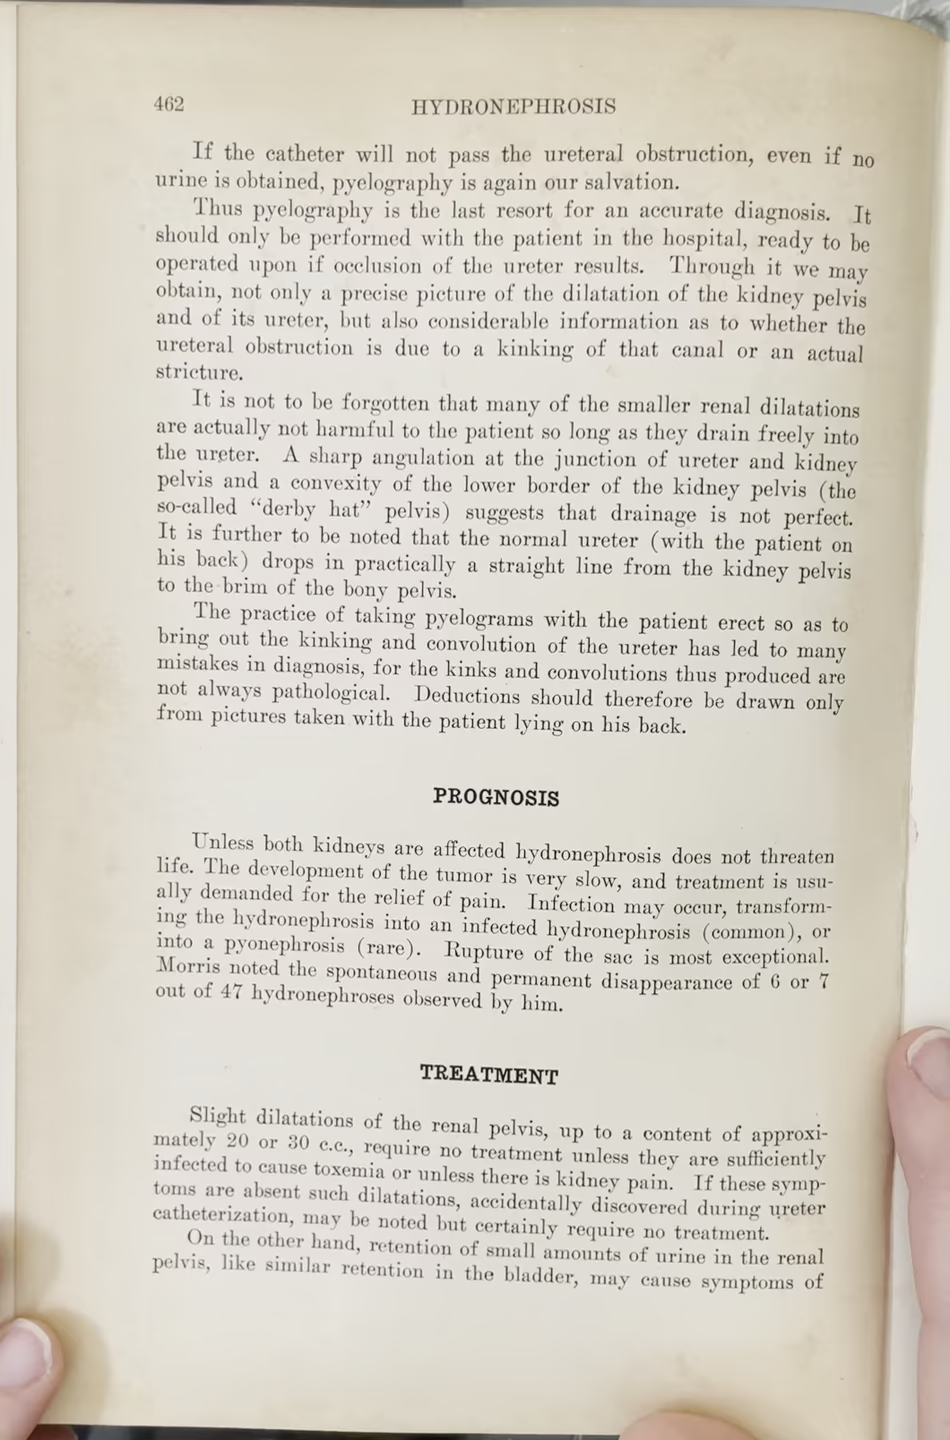 462 HYDRONEPHROSIS
If the catheter will not pass the ureteral obstruction, even if no
urine is obtained, pyelography is again our salvation.
Thus pyelography is the last resort for an accurate diagnosis. It
should only be performed with the patient in the hospital, ready to be
operated upon if occlusion of the ureter results. Through it we may
obtain, not only a precise picture of the dilatation of the kidney pelvis
and of its ureter, but also considerable information as to whether the
ureteral obstruction is due to a kinking of that canal or an actual
stricture.
It is not to be forgotten that many of the smaller renal dilatations
are actually not harmful to the patient so long as they drain freely into
the ureter. A sharp angulation at the junction of ureter and kidney
pelvis and a convexity of the lower border of the kidney pelvis (the
so-called “derby hat” pelvis) suggests that drainage is not perfect.
It is further to be noted that the normal ureter (with the patient on
his back) drops in practically a straight line from the kidney pelvis
to the brim of the bony pelvis.
The practice of taking pyelograms with the patient erect so as to
bring out the kinking and convolution of the ureter has led to many
mistakes in diagnosis, for the kinks and convolutions thus produced are
not always pathological. Deductions should therefore be drawn only
from pictures taken with the patient lying on his back.
PROGNOSIS
Unless both kidneys are affected hydronephrosis does not threaten
life. The development of the tumor is very slow, and treatment is usu-
ally demanded for the relief of pain. Infection may occur, transform-
ing the hydronephrosis into an infected hydronephrosis (common), or
into a pyonephrosis (rare). Rupture of the sac is most exceptional.
Morris noted the spontaneous and permanent disappearance of 6 or 7
out of 47 hydronephroses observed by him.
TREATMENT
Slight dilatations of the renal pelvis, up to a content of approxi-
mately 20 or 30 c.c., require no treatment unless they are sufficiently
infected to cause toxemia or unless there is kidney pain. If these symp-
toms are absent such dilatations, accidentally discovered during ureter
catheterization, may be noted but certainly require no treatment.
On the other hand, retention of small amounts of urine in the renal
pelvis, like similar retention in the bladder, may cause symptoms of